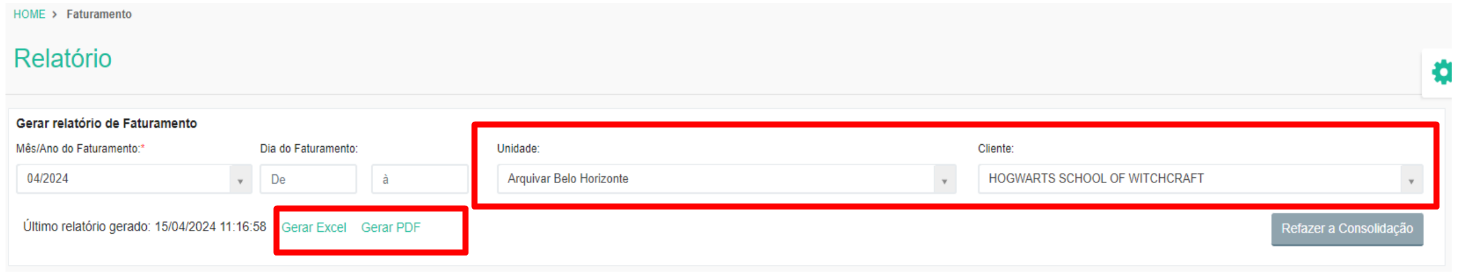 HOME > Faturamento
Relatório
Gerar relatório de Faturamento
Mês/Ano do Faturamento:* Dia do Faturamento: Unidade: Cliente:
04/2024 De à Arquivar Belo Horizonte HOGWARTS SCHOOL OF WITCHCRAFT
Último relatório gerado: 15/04/2024 11:16:58 Gerar Excel Gerar PDF Refazer a Consolidação